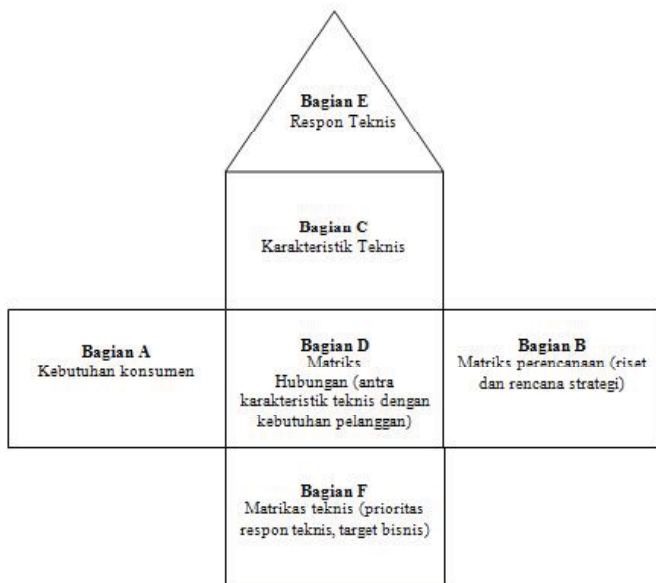 Bagian E
Respon Teknis
Bagian C
Karakteristik Teknis
Bagian A
Kebutuhan konsumen
Bagian D
Matriks
Hubungan (antra
karakteristik teknis dengan
kebutuhan pelanggan)
Bagian B
Matriks perencanaan (riset
dan rencana strategi)
Bagian F
Matrikas teknis (prioritas
respon teknis, target bisnis)